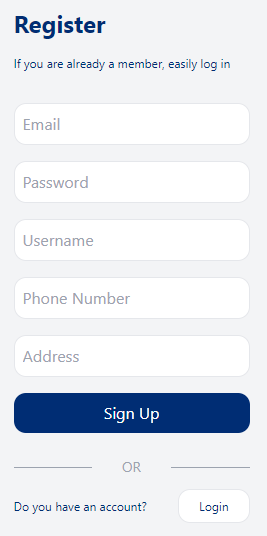 Register
If you are already a member, easily log in
Email
Password
Username
Phone Number
Address
Sign Up
OR
Do you have an account?
Login